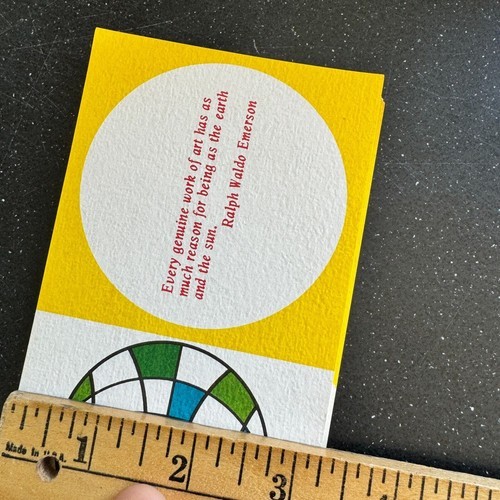 Every genuine work of art has as
much reason for being as the earth
and the sun.
Ralph Waldo Emerson
Made in U.S.A.
1
2
3
4